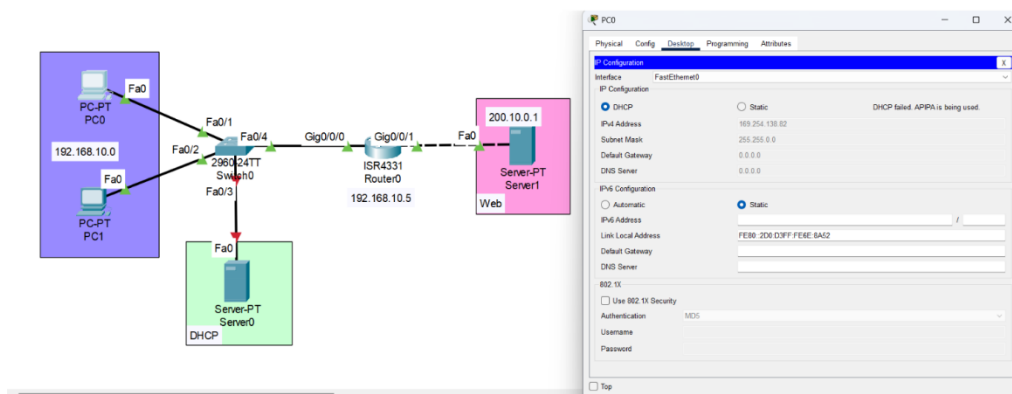 Fa0
PC-PT
PC0
Fa0/1
192.168.10.0
Fa0/2
Fa0/4
Gig0/0/0
Gig0/0/1
Fa0
200.10.0.1
2960-24TT
Switch0
ISR4331
Router0
192.168.10.5
Server-PT
Server1
Web
Fa0
PC-PT
PC1
Fa0/3
Fa0
Server-PT
Server0
DHCP
PC0
Physical Config Desktop Programming Attributes
IP Configuration
X
Interface FastEthernet0
IP Configuration
DHCP Static DHCP failed. APIPA is being used.
IPv4 Address 169.254.138.82
Subnet Mask 255.255.0.0
Default Gateway 0.0.0.0
DNS Server 0.0.0.0
IPv6 Configuration
Automatic Static
IPv6 Address /
Link Local Address FE80::2D0:D3FF:FE6E:8A52
Default Gateway
DNS Server
802.1X
Use 802.1X Security
Authentication MD5
Username
Password
Top